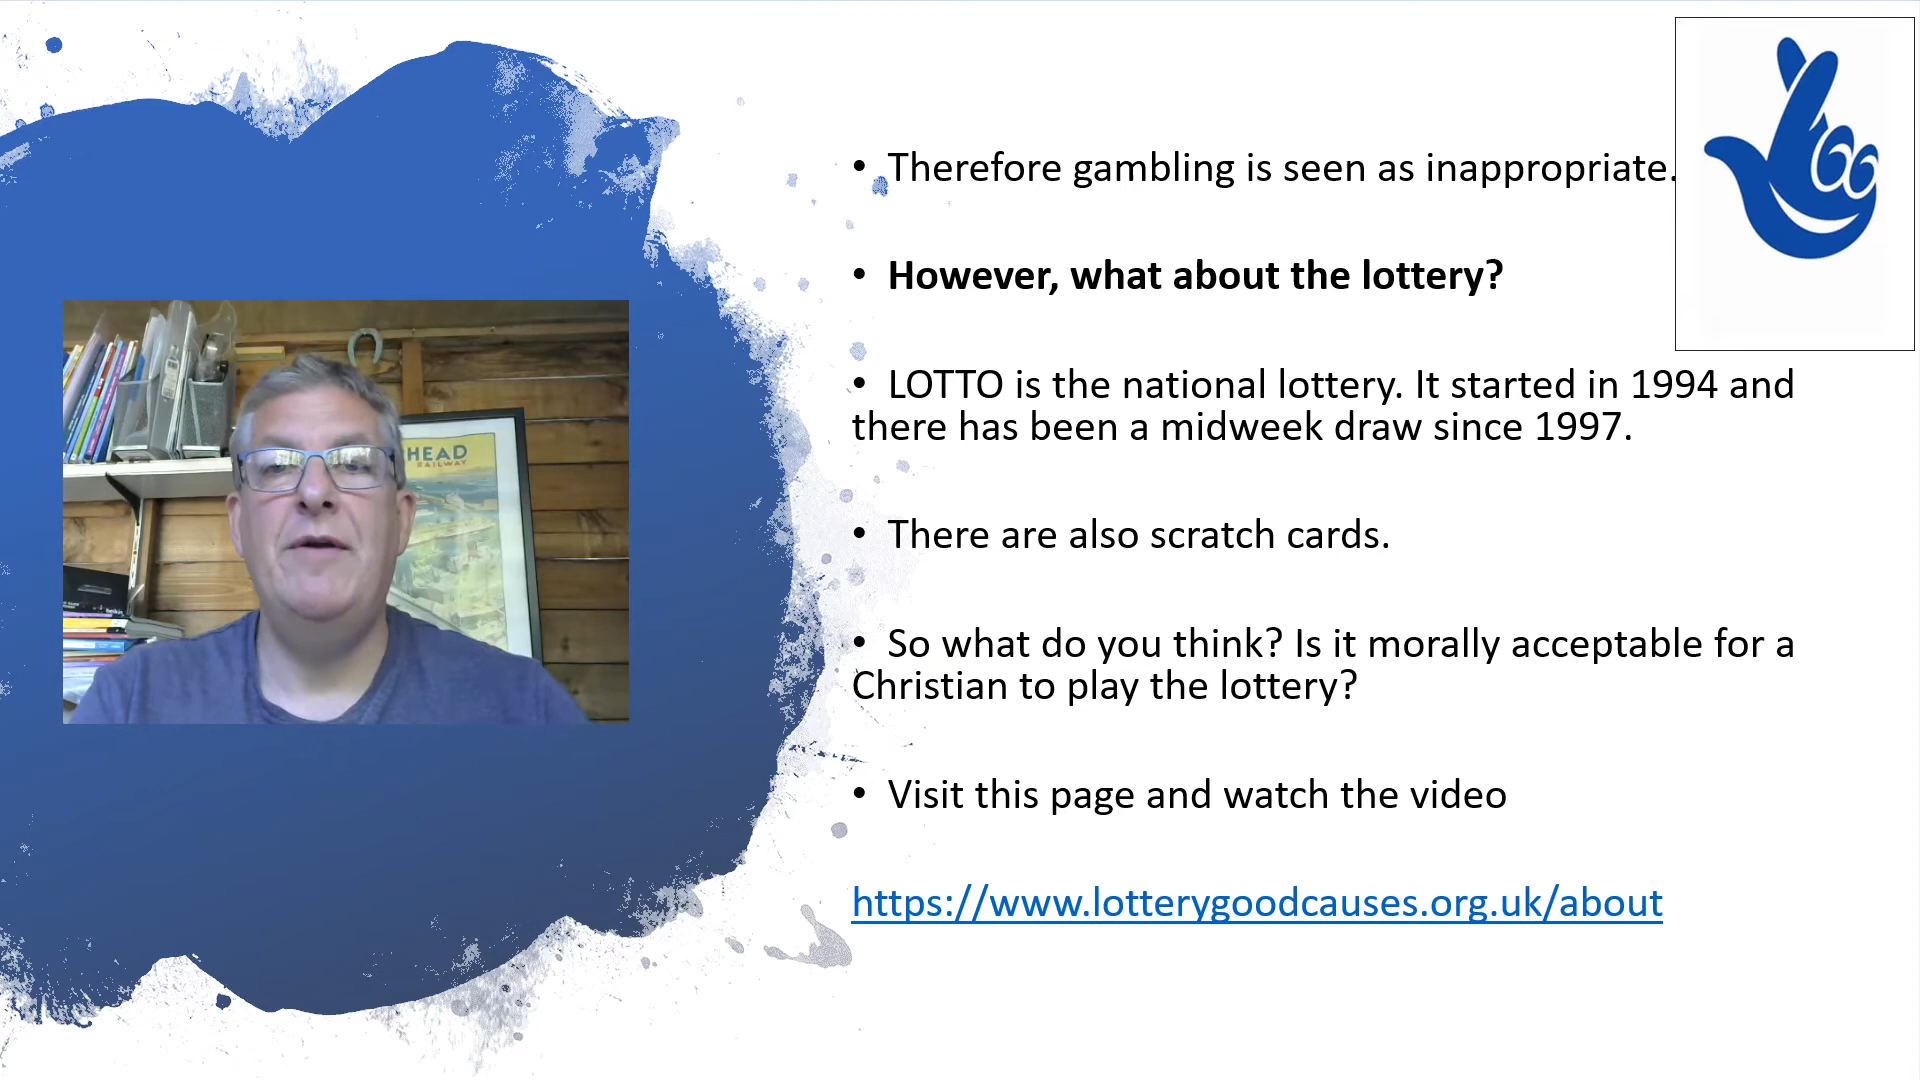 • Therefore gambling is seen as inappropriate.
• However, what about the lottery?
• LOTTO is the national lottery. It started in 1994 and
there has been a midweek draw since 1997.
• There are also scratch cards.
• So what do you think? Is it morally acceptable for a
Christian to play the lottery?
• Visit this page and watch the video
https://www.lotterygoodcauses.org.uk/about
HEAD
RAILWAY